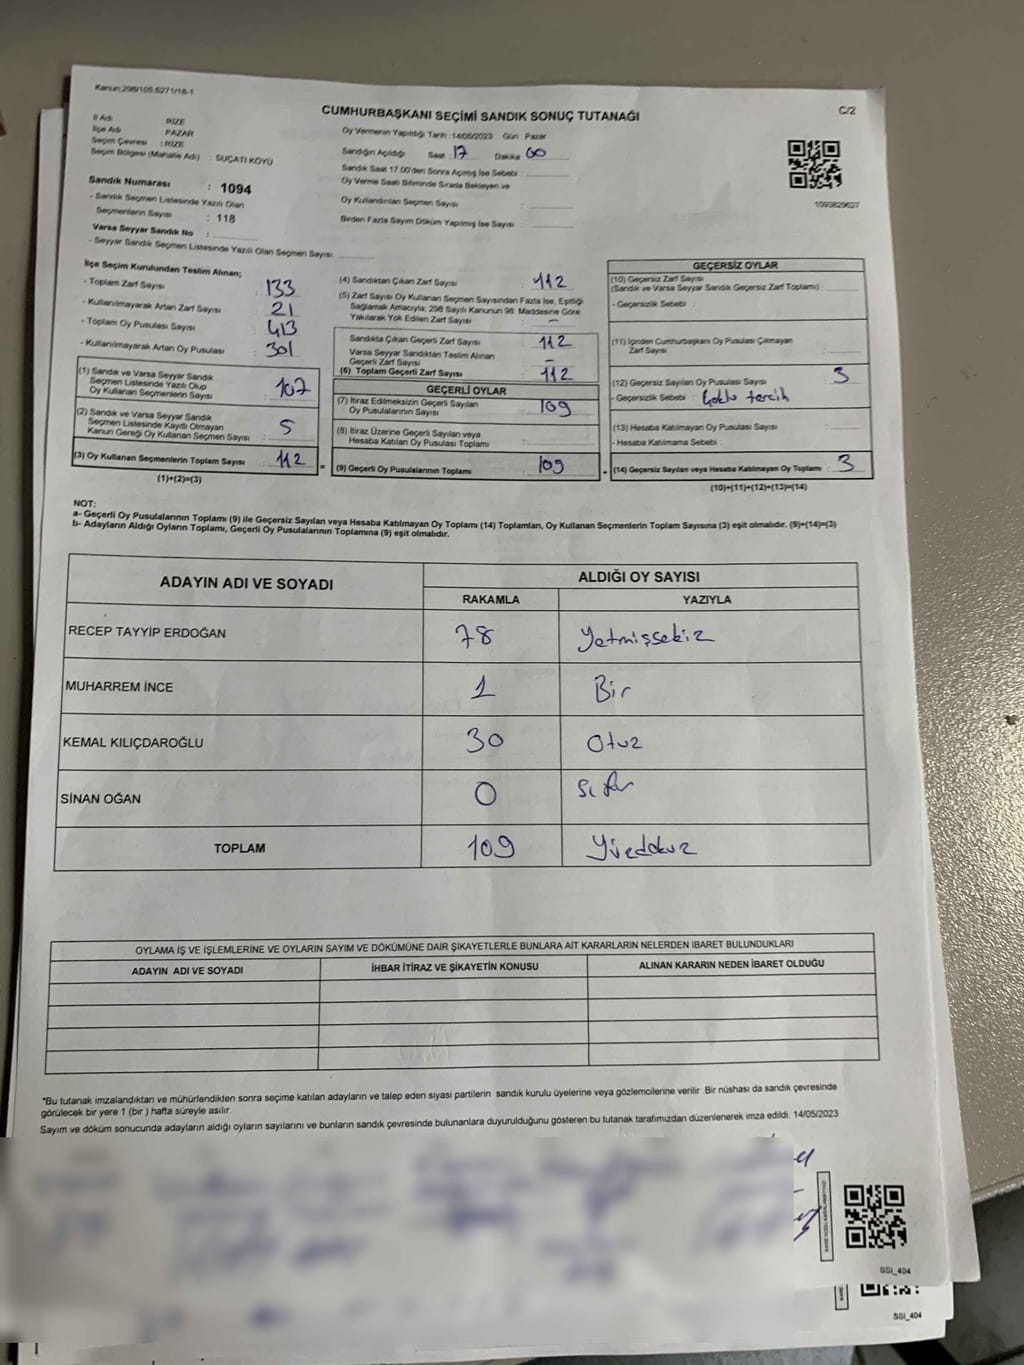 Kanun:298/105;6271/18-1
CUMHURBAŞKANI SEÇİMİ SANDIK SONUÇ TUTANAĞI
C/2
İl Adı : RİZE
İlçe Adı : PAZAR
Seçim Çevresi : RİZE
Seçim Bölgesi (Mahalle Adı) : SUÇATI KÖYÜ
Sandık Numarası : 1094
- Sandık Seçmen Listesinde Yazılı Olan
Seçmenlerin Sayısı : 118
Varsa Seyyar Sandık No :
- Seyyar Sandık Seçmen Listesinde Yazılı Olan Seçmen Sayısı :
Oy Vermenin Yapıldığı Tarih :14/05/2023 Gün : Pazar
Sandığın Açıldığı Saat : 17 Dakika : 00
Sandık Saat 17.00'den Sonra Açılmış İse Sebebi :
Oy Verme Saati Bitiminde Sırada Bekleyen ve
Oy Kullandırılan Seçmen Sayısı :
Birden Fazla Sayım Döküm Yapılmış İse Sayısı :
1093829627
İlçe Seçim Kurulundan Teslim Alınan;
- Toplam Zarf Sayısı : 133
- Kullanılmayarak Artan Zarf Sayısı : 21
- Toplam Oy Pusulası Sayısı : 413
- Kullanılmayarak Artan Oy Pusulası : 301
(1) Sandık ve Varsa Seyyar Sandık
Seçmen Listesinde Yazılı Olup
Oy Kullanan Seçmenlerin Sayısı : 107
(2) Sandık ve Varsa Seyyar Sandık
Seçmen Listesinde Kayıtlı Olmayan
Kanun Gereği Oy Kullanan Seçmen Sayısı : 5
(3) Oy Kullanan Seçmenlerin Toplam Sayısı : 112
(1)+(2)=(3)
(4) Sandıktan Çıkan Zarf Sayısı : 112
(5) Zarf Sayısı Oy Kullanan Seçmen Sayısından Fazla İse, Eşitliği
Sağlamak Amacıyla; 298 Sayılı Kanunun 98. Maddesine Göre
Yakılarak Yok Edilen Zarf Sayısı : –
Sandıkta Çıkan Geçerli Zarf Sayısı : 112
Varsa Seyyar Sandıktan Teslim Alınan
Geçerli Zarf Sayısı : –
(6) Toplam Geçerli Zarf Sayısı : 112
GEÇERLİ OYLAR
(7) İtiraz Edilmeksizin Geçerli Sayılan
Oy Pusulalarının Sayısı : 109
(8) İtiraz Üzerine Geçerli Sayılan veya
Hesaba Katılan Oy Pusulası Toplamı :
= (9) Geçerli Oy Pusulalarının Toplamı : 109
GEÇERSİZ OYLAR
(10) Geçersiz Zarf Sayısı
(Sandık ve Varsa Seyyar Sandık Geçersiz Zarf Toplamı) :
- Geçersizlik Sebebi :
(11) İçinden Cumhurbaşkanı Oy Pusulası Çıkmayan
Zarf Sayısı :
(12) Geçersiz Sayılan Oy Pusulası Sayısı : 3
- Geçersizlik Sebebi : Çoklu tercih
(13) Hesaba Katılmayan Oy Pusulası Sayısı :
- Hesaba Katılmama Sebebi :
+ (14) Geçersiz Sayılan veya Hesaba Katılmayan Oy Toplamı : 3
(10)+(11)+(12)+(13)=(14)
NOT:
a- Geçerli Oy Pusulalarının Toplamı (9) ile Geçersiz Sayılan veya Hesaba Katılmayan Oy Toplamı (14) Toplamları, Oy Kullanan Seçmenlerin Toplam Sayısına (3) eşit olmalıdır. (9)+(14)=(3)
b- Adayların Aldığı Oyların Toplamı, Geçerli Oy Pusulalarının Toplamına (9) eşit olmalıdır.
ADAYIN ADI VE SOYADI ALDIĞI OY SAYISI
RAKAMLA YAZIYLA
RECEP TAYYİP ERDOĞAN 78 Yetmişsekiz
MUHARREM İNCE 1 Bir
KEMAL KILIÇDAROĞLU 30 Otuz
SİNAN OĞAN 0 Sıfır
TOPLAM 109 Yüzdokuz
OYLAMA İŞ VE İŞLEMLERİNE VE OYLARIN SAYIM VE DÖKÜMÜNE DAİR ŞİKAYETLERLE BUNLARA AİT KARARLARIN NELERDEN İBARET BULUNDUKLARI
ADAYIN ADI VE SOYADI İHBAR İTİRAZ VE ŞİKAYETİN KONUSU ALINAN KARARIN NEDEN İBARET OLDUĞU
*Bu tutanak imzalandıktan ve mühürlendikten sonra seçime katılan adayların ve talep eden siyasi partilerin sandık kurulu üyelerine veya gözlemcilerine verilir. Bir nüshası da sandık çevresinde
görülecek bir yere 1 (bir ) hafta süreyle asılır.
Sayım ve döküm sonucunda adayların aldığı oyların sayılarını ve bunların sandık çevresinde bulunanlara duyurulduğunu gösteren bu tutanak tarafımızdan düzenlenerek imza edildi. 14/05/2023
SSI_404
SSI_404